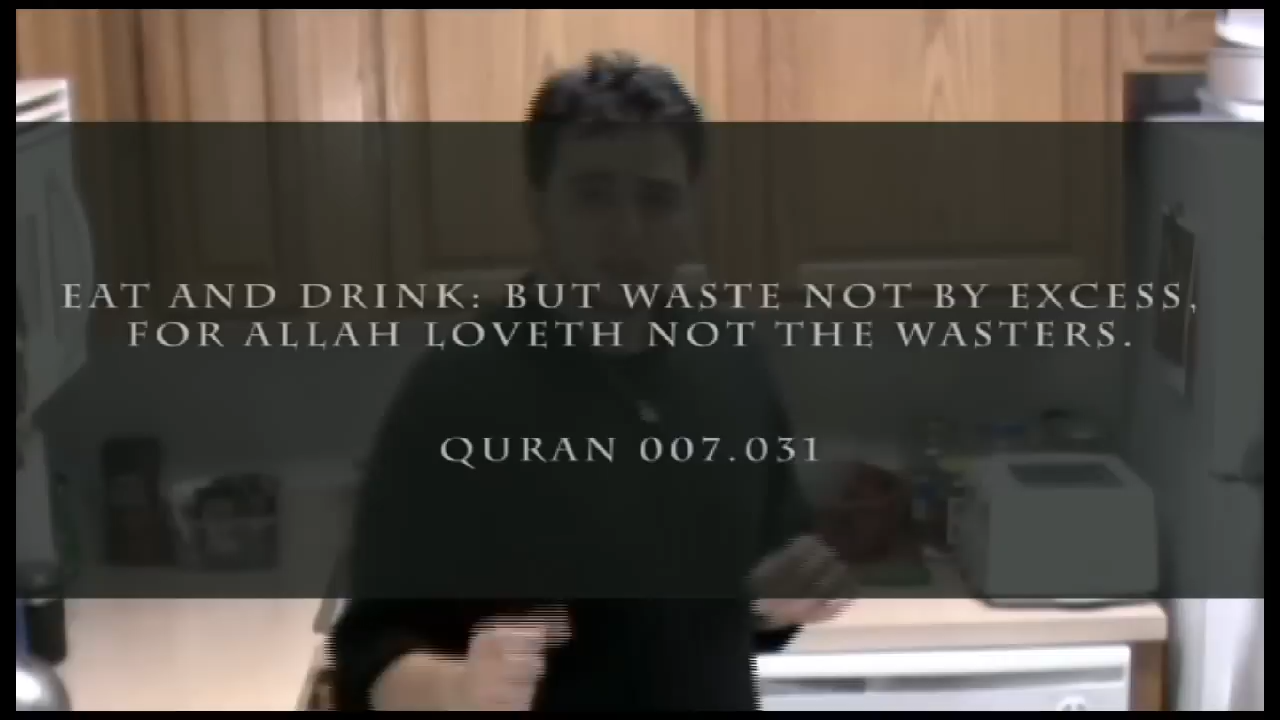 EAT AND DRINK: BUT WASTE NOT BY EXCESS,
FOR ALLAH LOVETH NOT THE WASTERS.
QURAN 007.031